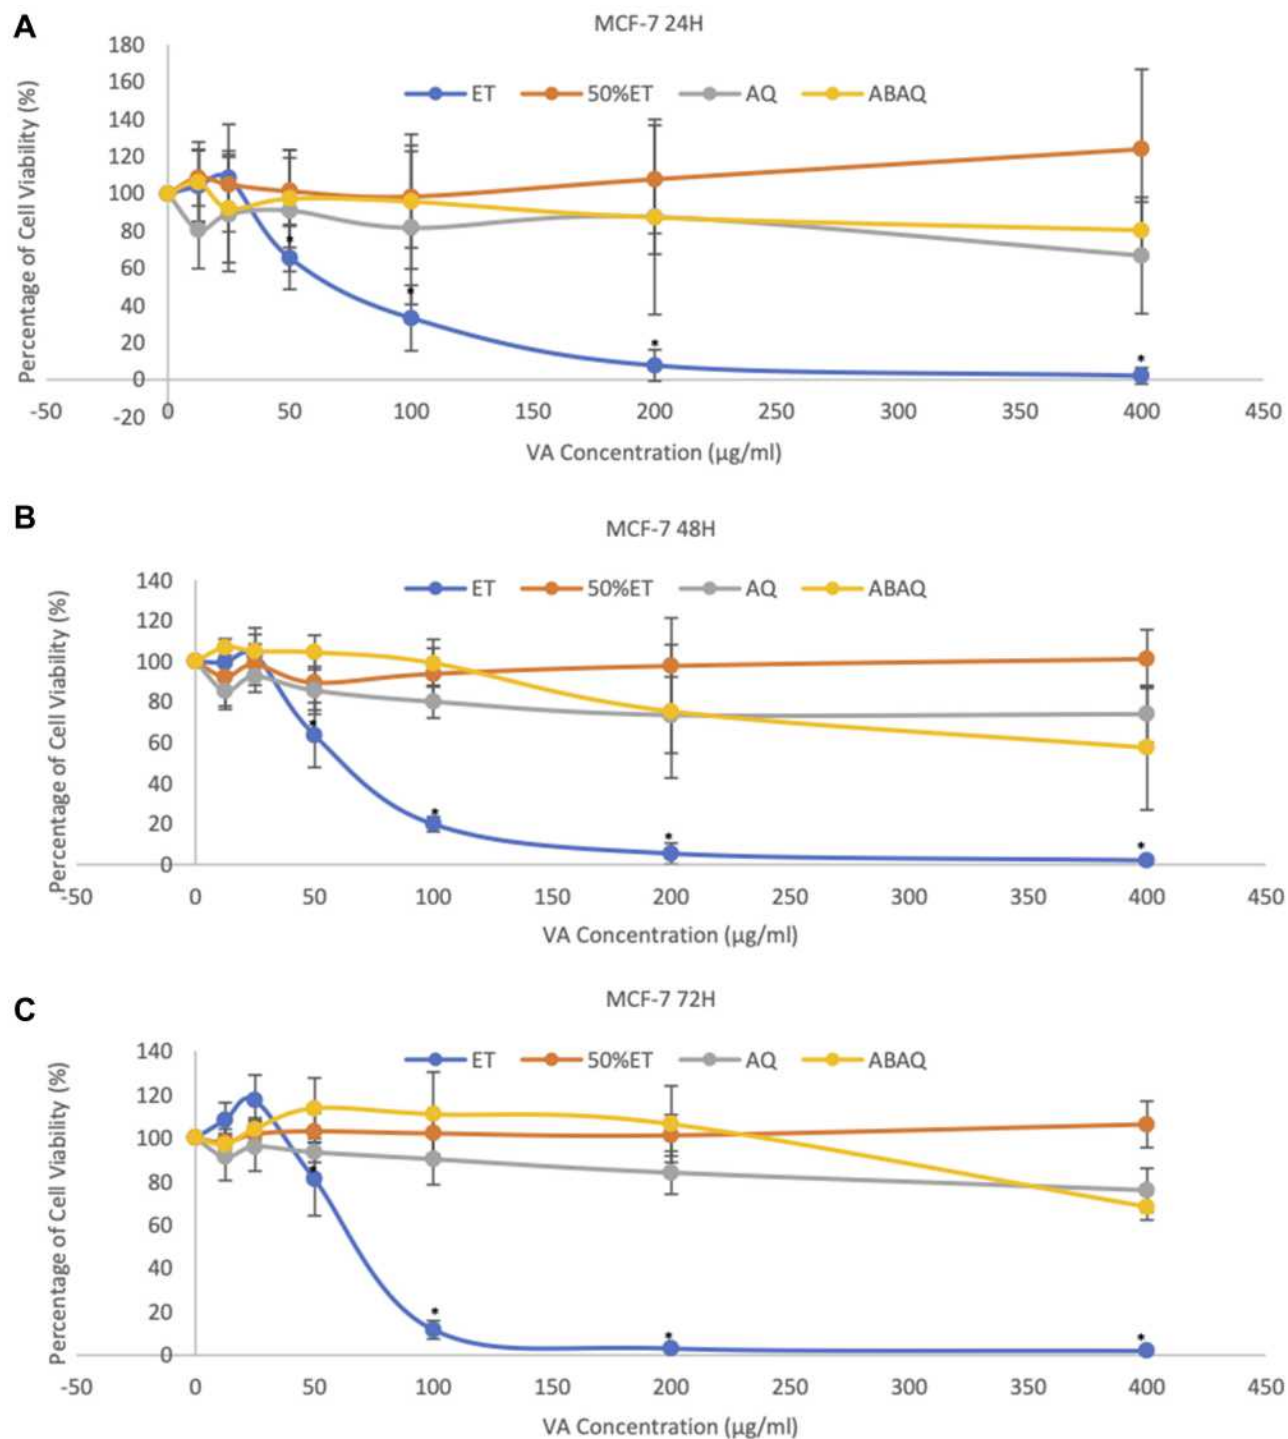 A
MCF-7 24H
180
160
140
120
100
80
60
40
20
0
-20
Percentage of Cell Viability (%)
ET 50%ET AQ ABAQ
* * * *
-50 0 50 100 150 200 250 300 350 400 450
VA Concentration (µg/ml)
B
MCF-7 48H
140
120
100
80
60
40
20
0
Percentage of Cell Viability (%)
ET 50%ET AQ ABAQ
* * * *
-50 0 50 100 150 200 250 300 350 400 450
VA Concentration (µg/ml)
C
MCF-7 72H
140
120
100
80
60
40
20
0
Percentage of Cell Viability (%)
ET 50%ET AQ ABAQ
* * * *
-50 0 50 100 150 200 250 300 350 400 450
VA Concentration (µg/ml)